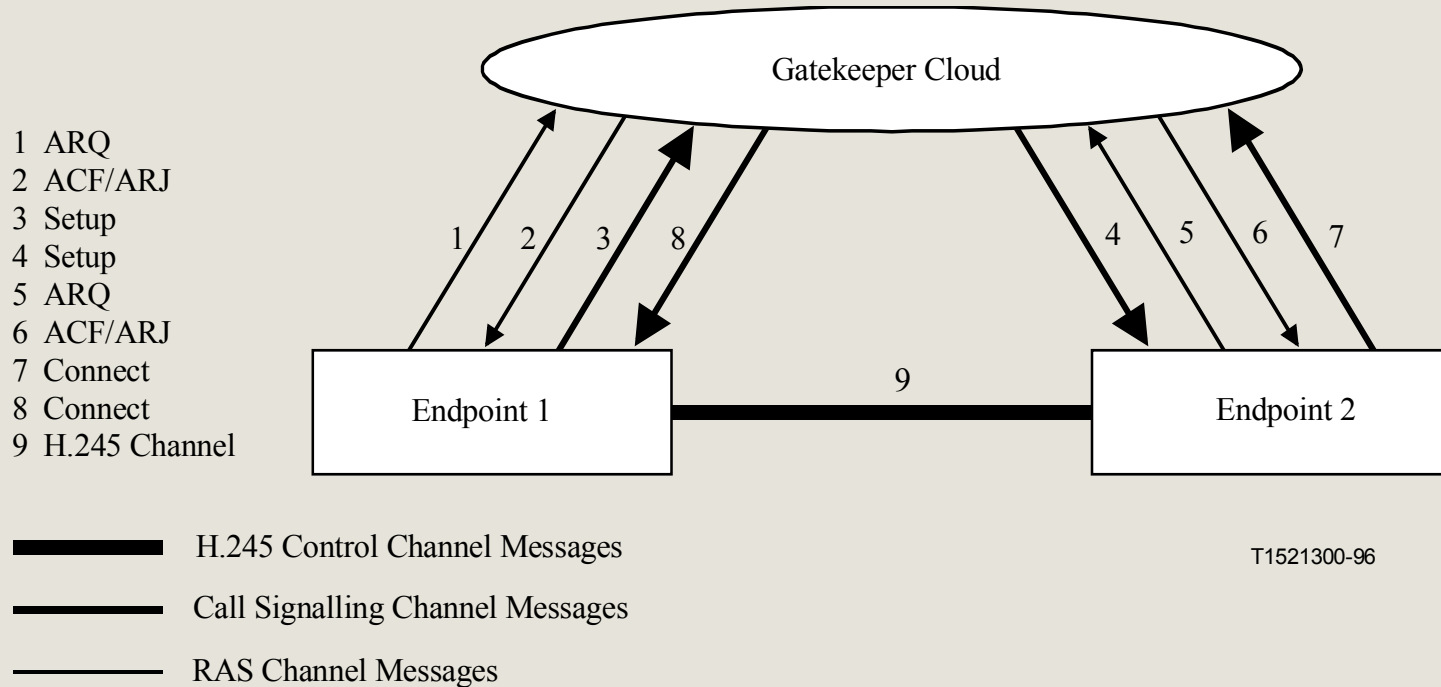 Gatekeeper Cloud
1 ARQ
2 ACF/ARJ
3 Setup
4 Setup
5 ARQ
6 ACF/ARJ
7 Connect
8 Connect
9 H.245 Channel
1
2
3
8
4
5
6
7
9
Endpoint 1
Endpoint 2
H.245 Control Channel Messages
T1521300-96
Call Signalling Channel Messages
RAS Channel Messages